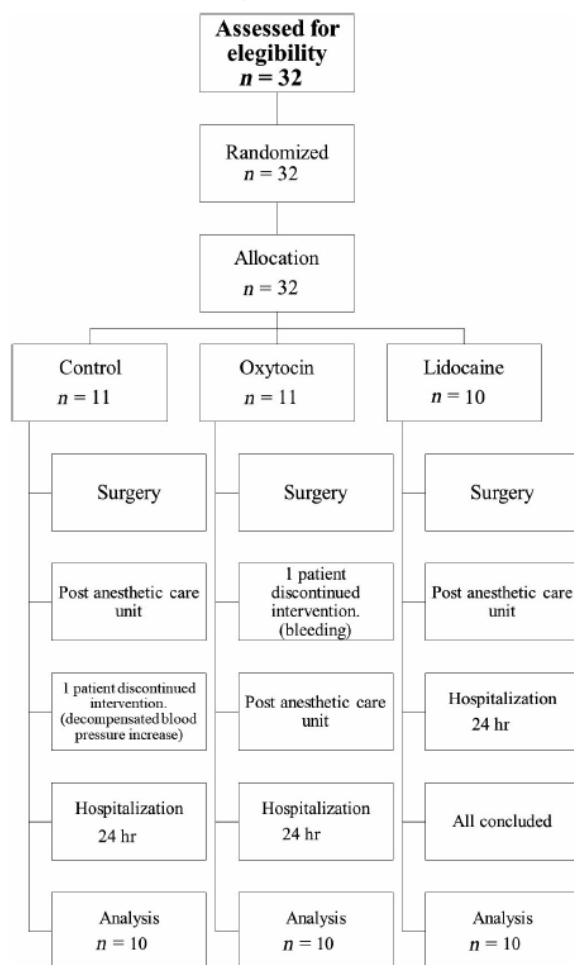 Assessed for
elegibility
n = 32
Randomized
n = 32
Allocation
n = 32
Control
n = 11
Oxytocin
n = 11
Lidocaine
n = 10
Surgery
Surgery
Surgery
Post anesthetic care
unit
1 patient
discontinued
intervention.
(bleeding)
Post anesthetic care
unit
1 patient discontinued
intervention.
(decompensated blood
pressure increase)
Post anesthetic care
unit
Hospitalization
24 hr
Hospitalization
24 hr
Hospitalization
24 hr
All concluded
Analysis
n = 10
Analysis
n = 10
Analysis
n = 10